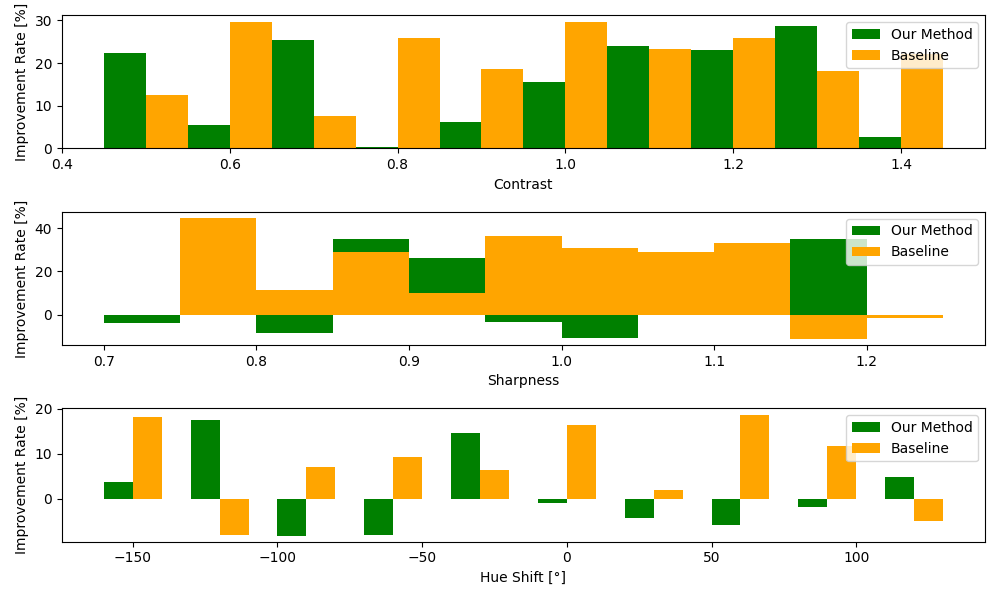 Improvement Rate [%]
30
20
10
0
0.4 0.6 0.8 1.0 1.2 1.4
Contrast
Our Method
Baseline
Improvement Rate [%]
40
20
0
0.7 0.8 0.9 1.0 1.1 1.2
Sharpness
Our Method
Baseline
Improvement Rate [%]
20
10
0
−150 −100 −50 0 50 100
Hue Shift [°]
Our Method
Baseline